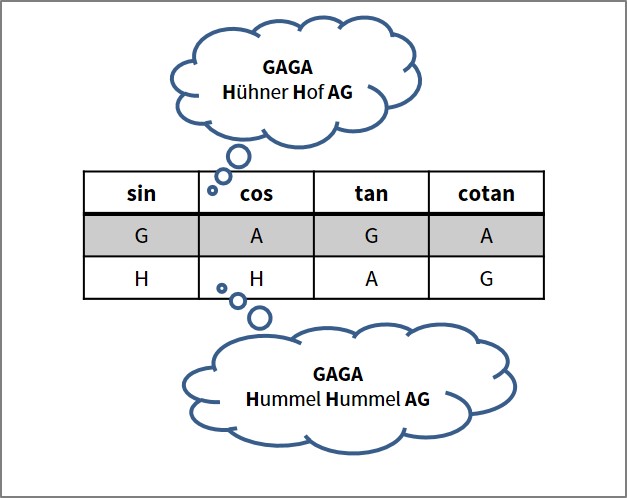 GAGA
Hühner Hof AG
sin cos tan cotan
G A G A
H H A G
GAGA
Hummel Hummel AG